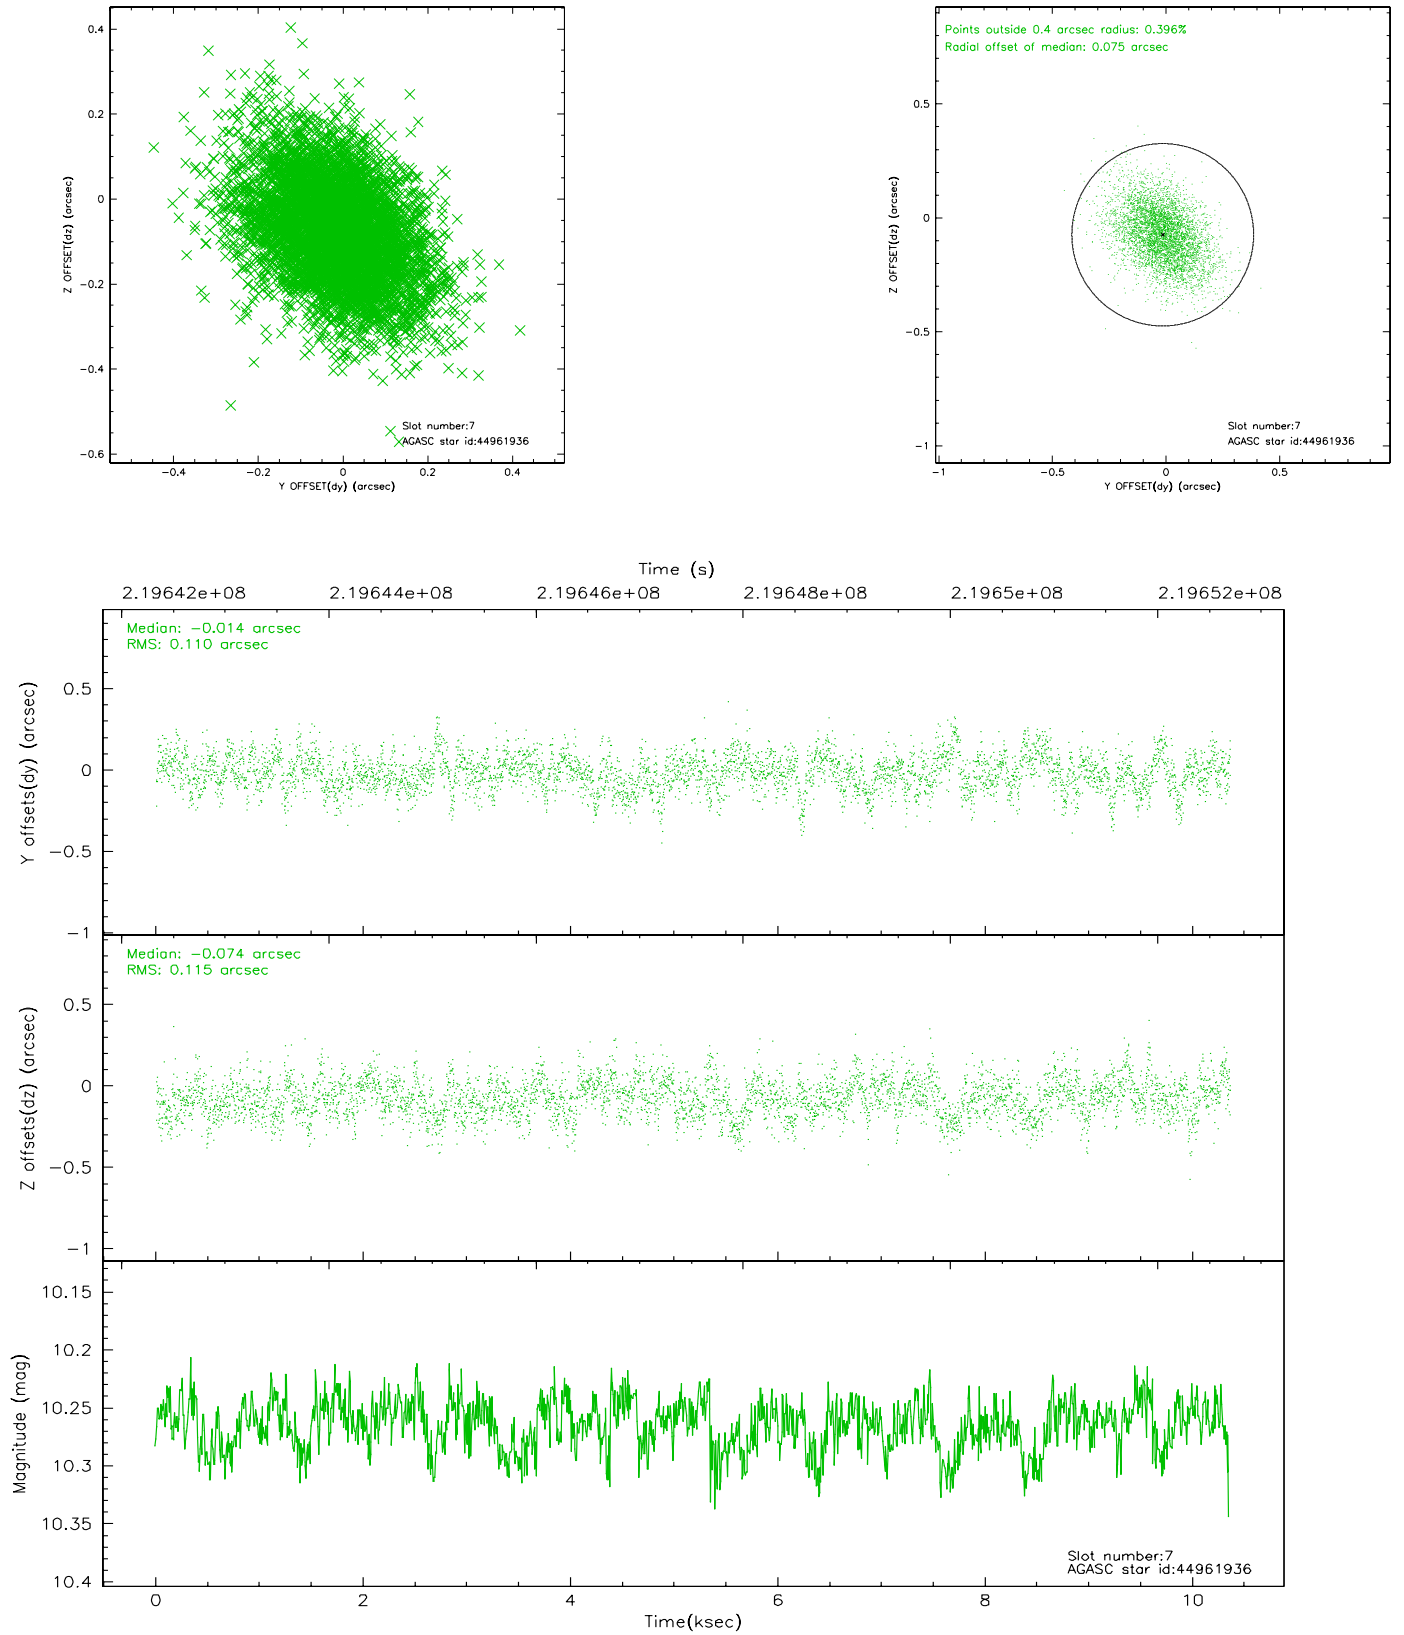 0.4
0.2
0
−0.2
−0.4
−0.6
Z OFFSET(dz) (arcsec)
Slot number:7
AGASC star id:44961936
−0.4
−0.2
0
0.2
0.4
Y OFFSET(dy) (arcsec)
Points outside 0.4 arcsec radius: 0.396%
Radial offset of median: 0.075 arcsec
0.5
0
−0.5
−1
Z OFFSET(dz) (arcsec)
Slot number:7
AGASC star id:44961936
−1
−0.5
0
0.5
Y OFFSET(dy) (arcsec)
Time (s)
2.19642e+08
2.19644e+08
2.19646e+08
2.19648e+08
2.1965e+08
2.19652e+08
Median: −0.014 arcsec
RMS: 0.110 arcsec
0.5
0
−0.5
−1
Y offsets(dy) (arcsec)
Median: −0.074 arcsec
RMS: 0.115 arcsec
0.5
0
−0.5
−1
Z offsets(dz) (arcsec)
10.15
10.2
10.25
10.3
10.35
10.4
Magnitude (mag)
Slot number:7
AGASC star id:44961936
0
2
4
6
8
10
Time(ksec)